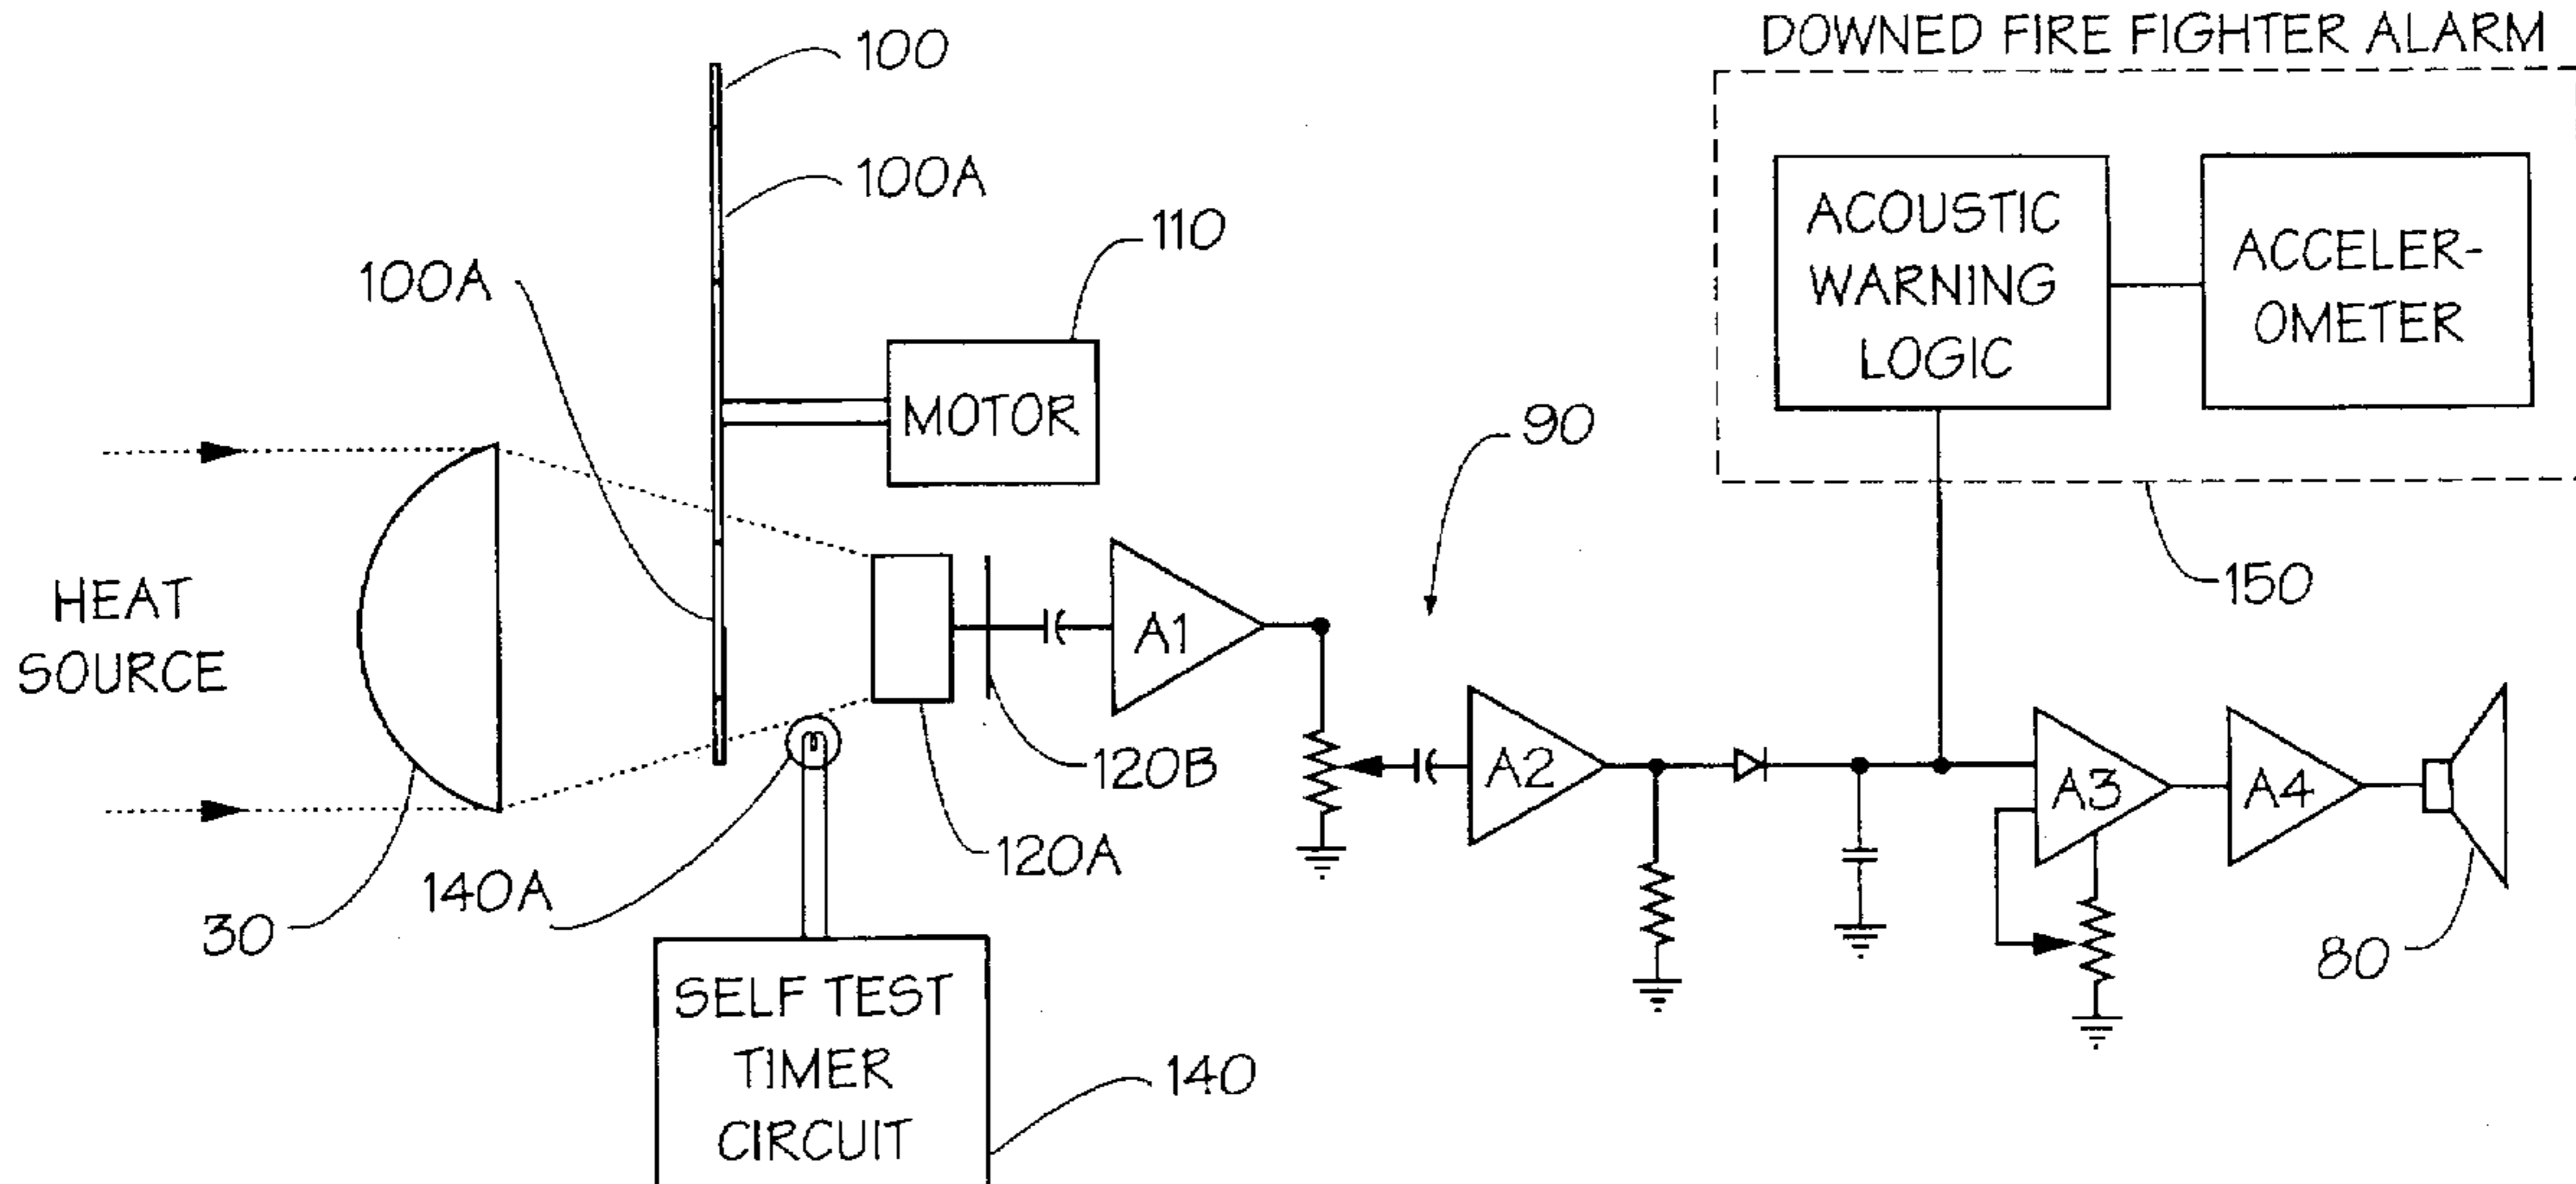 DOWNED FIRE FIGHTER ALARM
100
100A
110
100A
ACOUSTIC
WARNING
LOGIC
ACCELER-
OMETER
MOTOR
90
150
HEAT
SOURCE
A1
A2
A3
A4
120B
120A
140A
30
80
SELF TEST
TIMER
CIRCUIT
140